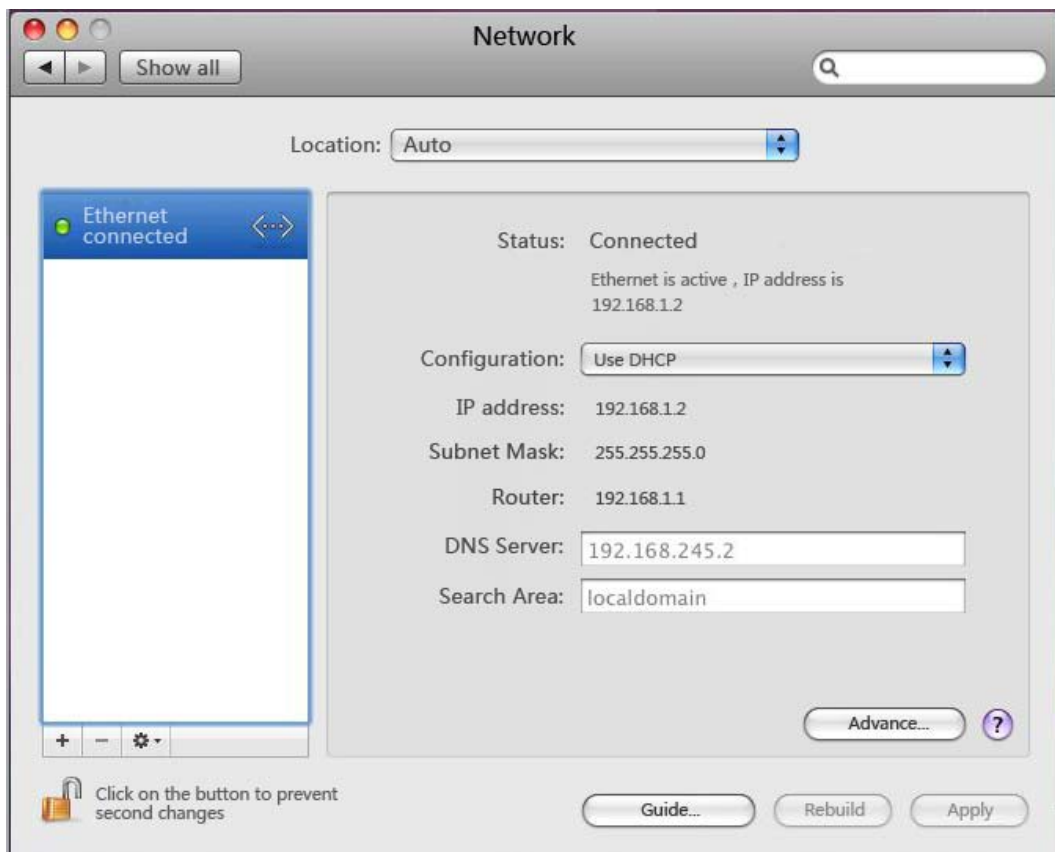 Network
Show all
Location: Auto
Ethernet
connected
Status: Connected
Ethernet is active , IP address is
192.168.1.2
Configuration: Use DHCP
IP address: 192.168.1.2
Subnet Mask: 255.255.255.0
Router: 192.168.1.1
DNS Server: 192.168.245.2
Search Area: localdomain
Advance... ?
Click on the button to prevent
second changes
Guide... Rebuild Apply